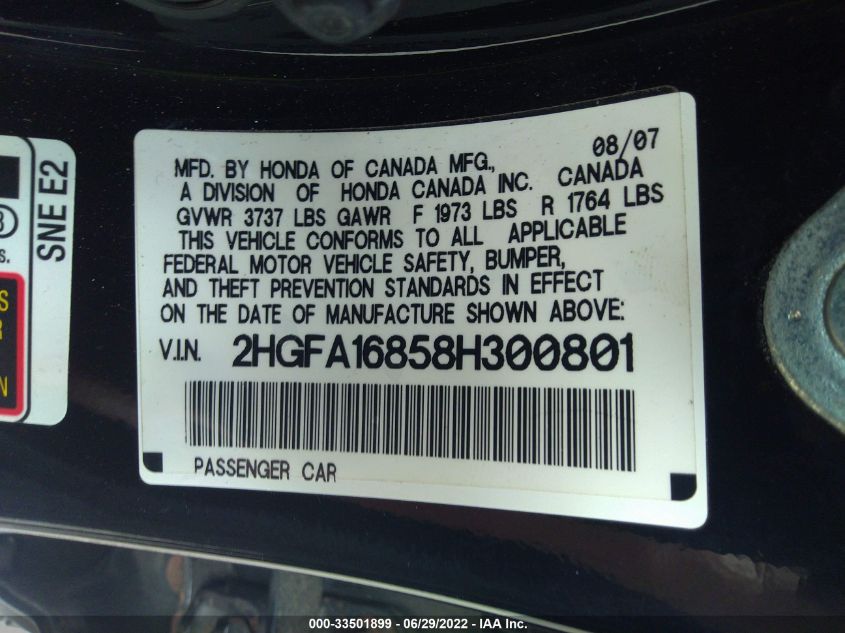 08/07
MFD. BY HONDA OF CANADA MFG.,
A DIVISION OF HONDA CANADA INC. CANADA
GVWR 3737 LBS GAWR F 1973 LBS R 1764 LBS
THIS VEHICLE CONFORMS TO ALL APPLICABLE
FEDERAL MOTOR VEHICLE SAFETY, BUMPER,
AND THEFT PREVENTION STANDARDS IN EFFECT
ON THE DATE OF MANUFACTURE SHOWN ABOVE:
V.I.N. 2HGFA16858H300801
PASSENGER CAR
SNE E2
000-33501899 - 06/29/2022 - IAA Inc.